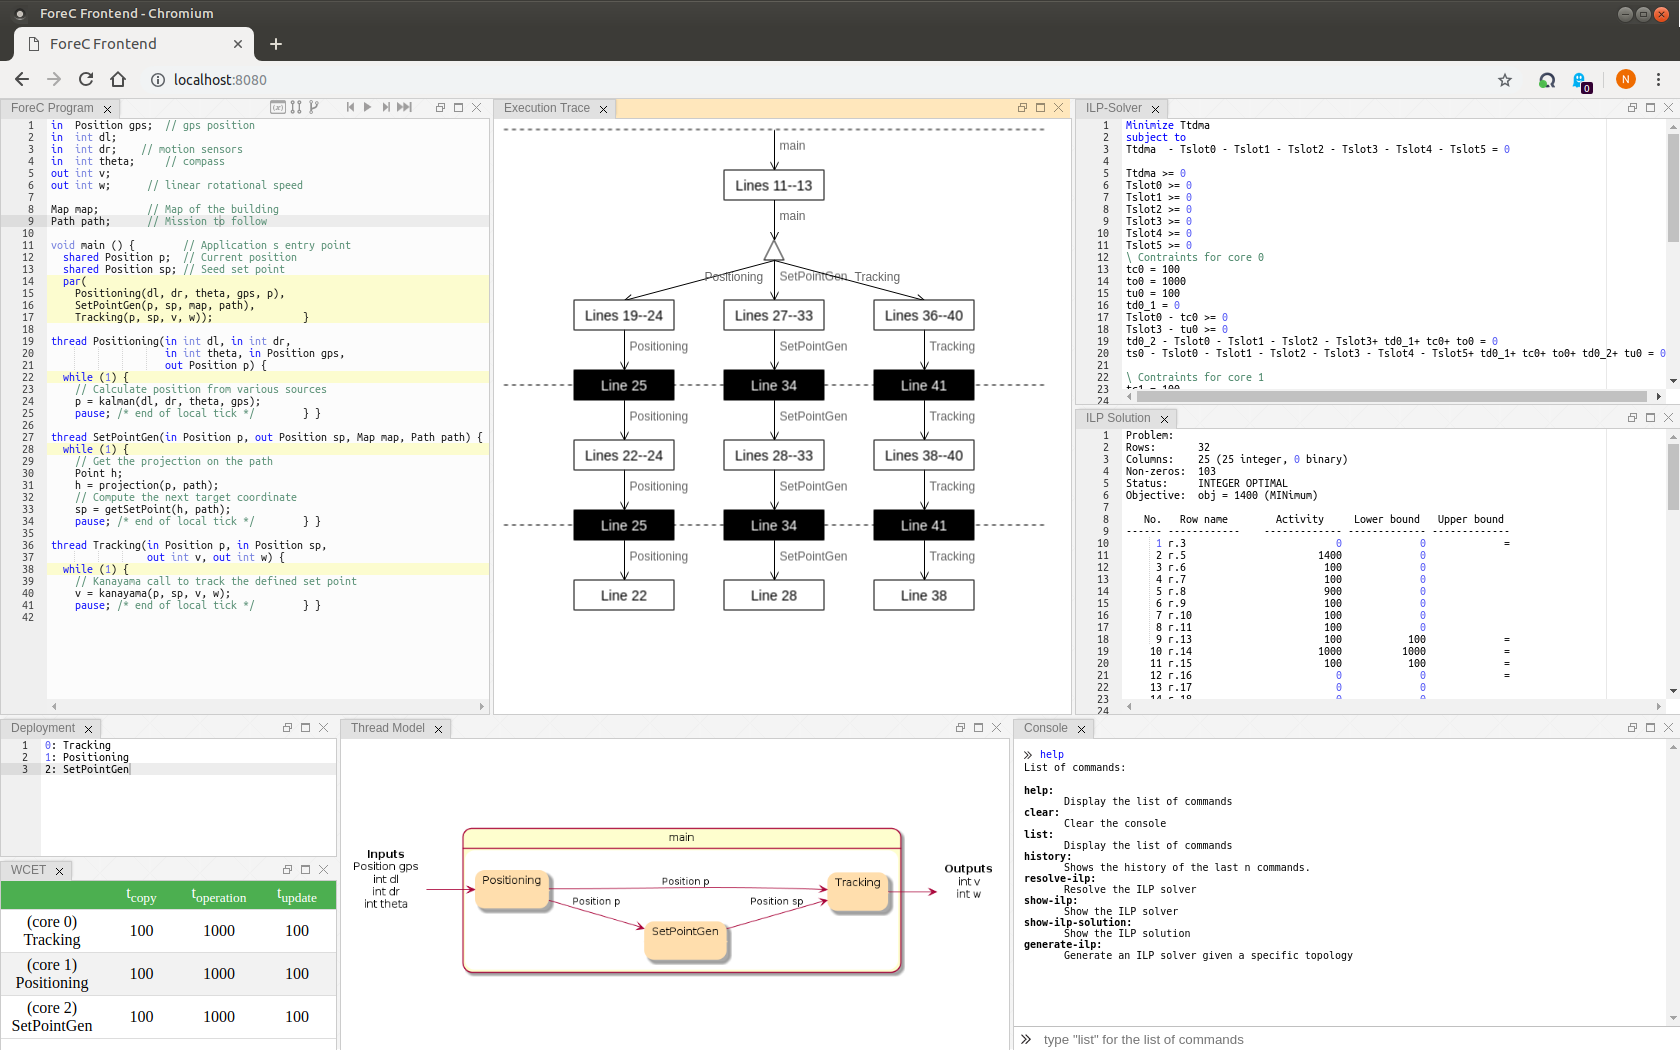 ForeC Frontend - Chromium
ForeC Frontend
localhost:8080
N
0
ForeC Program
1 in  Position gps;  // gps position
2 in  int dl;
3 in  int dr;    // motion sensors
4 in  int theta;     // compass
5 out int v;
6 out int w;      // linear rotational speed
7
8 Map map;        // Map of the building
9 Path path;      // Mission to follow
10
11 void main () {        // Application s entry point
12   shared Position p;  // Current position
13   shared Position sp; // Seed set point
14   par(
15     Positioning(dl, dr, theta, gps, p),
16     SetPointGen(p, sp, map, path),
17     Tracking(p, sp, v, w));               }
18
19 thread Positioning(in int dl, in int dr,
20                    in int theta, in Position gps,
21                    out Position p) {
22   while (1) {
23     // Calculate position from various sources
24     p = kalman(dl, dr, theta, gps);
25     pause; /* end of local tick */        } }
26
27 thread SetPointGen(in Position p, out Position sp, Map map, Path path) {
28   while (1) {
29     // Get the projection on the path
30     Point h;
31     h = projection(p, path);
32     // Compute the next target coordinate
33     sp = getSetPoint(h, path);
34     pause; /* end of local tick */        } }
35
36 thread Tracking(in Position p, in Position sp,
37                 out int v, out int w) {
38   while (1) {
39     // Kanayama call to track the defined set point
40     v = kanayama(p, sp, v, w);
41     pause; /* end of local tick */        } }
42
Execution Trace
main
Lines 11--13
main
Positioning SetPointGen Tracking
Lines 19--24 Lines 27--33 Lines 36--40
Positioning SetPointGen Tracking
Line 25 Line 34 Line 41
Positioning SetPointGen Tracking
Lines 22--24 Lines 28--33 Lines 38--40
Positioning SetPointGen Tracking
Line 25 Line 34 Line 41
Positioning SetPointGen Tracking
Line 22 Line 28 Line 38
ILP-Solver
1 Minimize Ttdma
2 subject to
3 Ttdma  - Tslot0 - Tslot1 - Tslot2 - Tslot3 - Tslot4 - Tslot5 = 0
4
5 Ttdma >= 0
6 Tslot0 >= 0
7 Tslot1 >= 0
8 Tslot2 >= 0
9 Tslot3 >= 0
10 Tslot4 >= 0
11 Tslot5 >= 0
12 \ Contraints for core 0
13 tc0 = 100
14 to0 = 1000
15 tu0 = 100
16 td0_1 = 0
17 Tslot0 - tc0 >= 0
18 Tslot3 - tu0 >= 0
19 td0_2 - Tslot0 - Tslot1 - Tslot2 - Tslot3+ td0_1+ tc0+ to0 = 0
20 ts0 - Tslot0 - Tslot1 - Tslot2 - Tslot3 - Tslot4 - Tslot5+ td0_1+ tc0+ to0+ td0_2+ tu0 = 0
21
22 \ Contraints for core 1
23 tc1 = 100
24
ILP Solution
1 Problem:
2 Rows:       32
3 Columns:    25 (25 integer, 0 binary)
4 Non-zeros:  103
5 Status:     INTEGER OPTIMAL
6 Objective:  obj = 1400 (MINimum)
7
8    No.   Row name        Activity     Lower bound   Upper bound
9 ------ ------------    ------------- ------------- -------------
10      1 r.3                         0             0             =
11      2 r.5                      1400             0
12      3 r.6                       100             0
13      4 r.7                       100             0
14      5 r.8                       900             0
15      6 r.9                       100             0
16      7 r.10                      100             0
17      8 r.11                      100             0
18      9 r.13                      100           100             =
19     10 r.14                     1000          1000             =
20     11 r.15                      100           100             =
21     12 r.16                        0             0             =
22     13 r.17                        0             0
23     14 r.18                        0             0
24
Deployment
1 0: Tracking
2 1: Positioning
3 2: SetPointGen
WCET
tcopy toperation tupdate
(core 0)
Tracking 100 1000 100
(core 1)
Positioning 100 1000 100
(core 2)
SetPointGen 100 1000 100
Thread Model
main
Inputs
Position gps
int dl
int dr
int theta
Positioning
Position p
Position p
SetPointGen
Position sp
Tracking
Outputs
int v
int w
Console
help
List of commands:
help:
Display the list of commands
clear:
Clear the console
list:
Display the list of commands
history:
Shows the history of the last n commands.
resolve-ilp:
Resolve the ILP solver
show-ilp:
Show the ILP solver
show-ilp-solution:
Show the ILP solution
generate-ilp:
Generate an ILP solver given a specific topology
type "list" for the list of commands